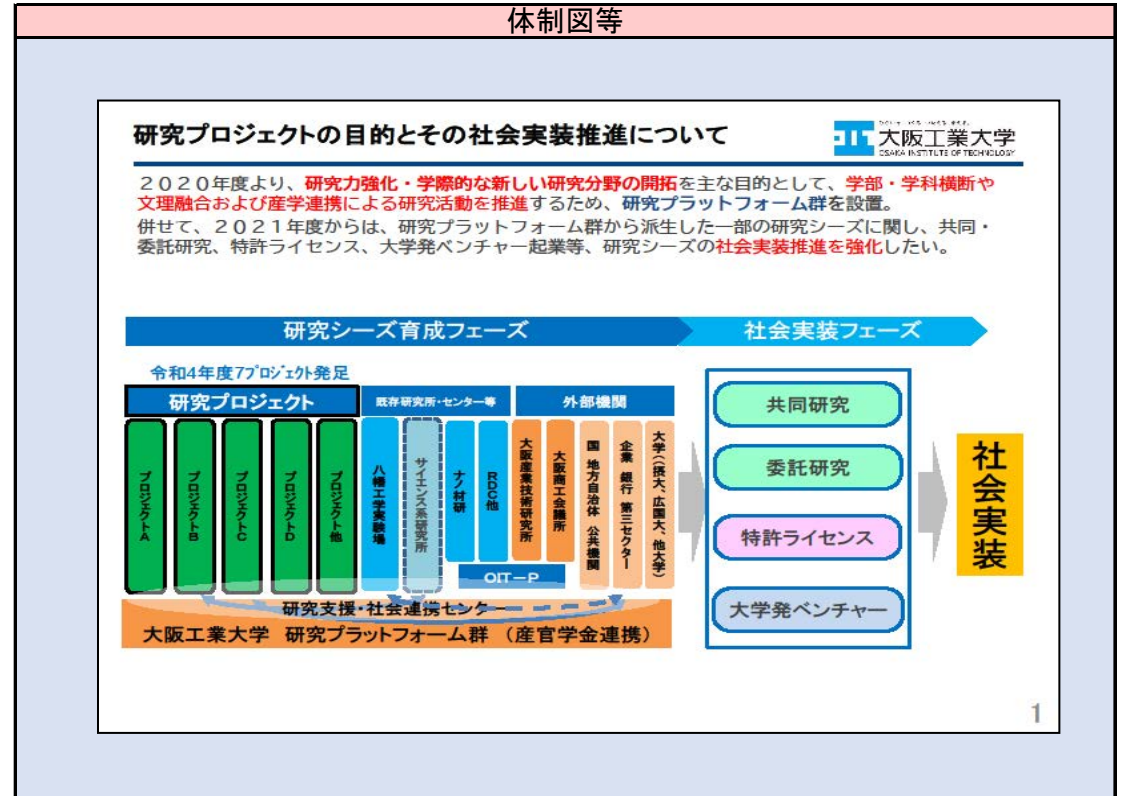 体制図等
研究プロジェクトの目的とその社会実装推進について
大阪工業大学
OSAKA INSTITUTE OF TECHNOLOGY
２０２０年度より、研究力強化・学際的な新しい研究分野の開拓を主な目的として、学部・学科横断や
文理融合および産学連携による研究活動を推進するため、研究プラットフォーム群を設置。
併せて、２０２１年度からは、研究プラットフォーム群から派生した一部の研究シーズに関し、共同・
委託研究、特許ライセンス、大学発ベンチャー起業等、研究シーズの社会実装推進を強化したい。
研究シーズ育成フェーズ
社会実装フェーズ
令和4年度7プロジェクト発足
研究プロジェクト
既存研究所・センター等
外部機関
プロジェクトA
プロジェクトB
プロジェクトC
プロジェクトD
プロジェクト他
八幡工学実験場
サイエンス系研究所
ナノ材研
RDC他
大阪産業技術研究所
大阪商工会議所
国 地方自治体 公共機関
企業 銀行 第三セクター
大学（摂大、広国大、他大学）
OIT－P
研究支援・社会連携センター
大阪工業大学 研究プラットフォーム群 （産官学金連携）
共同研究
委託研究
特許ライセンス
大学発ベンチャー
社会実装
1